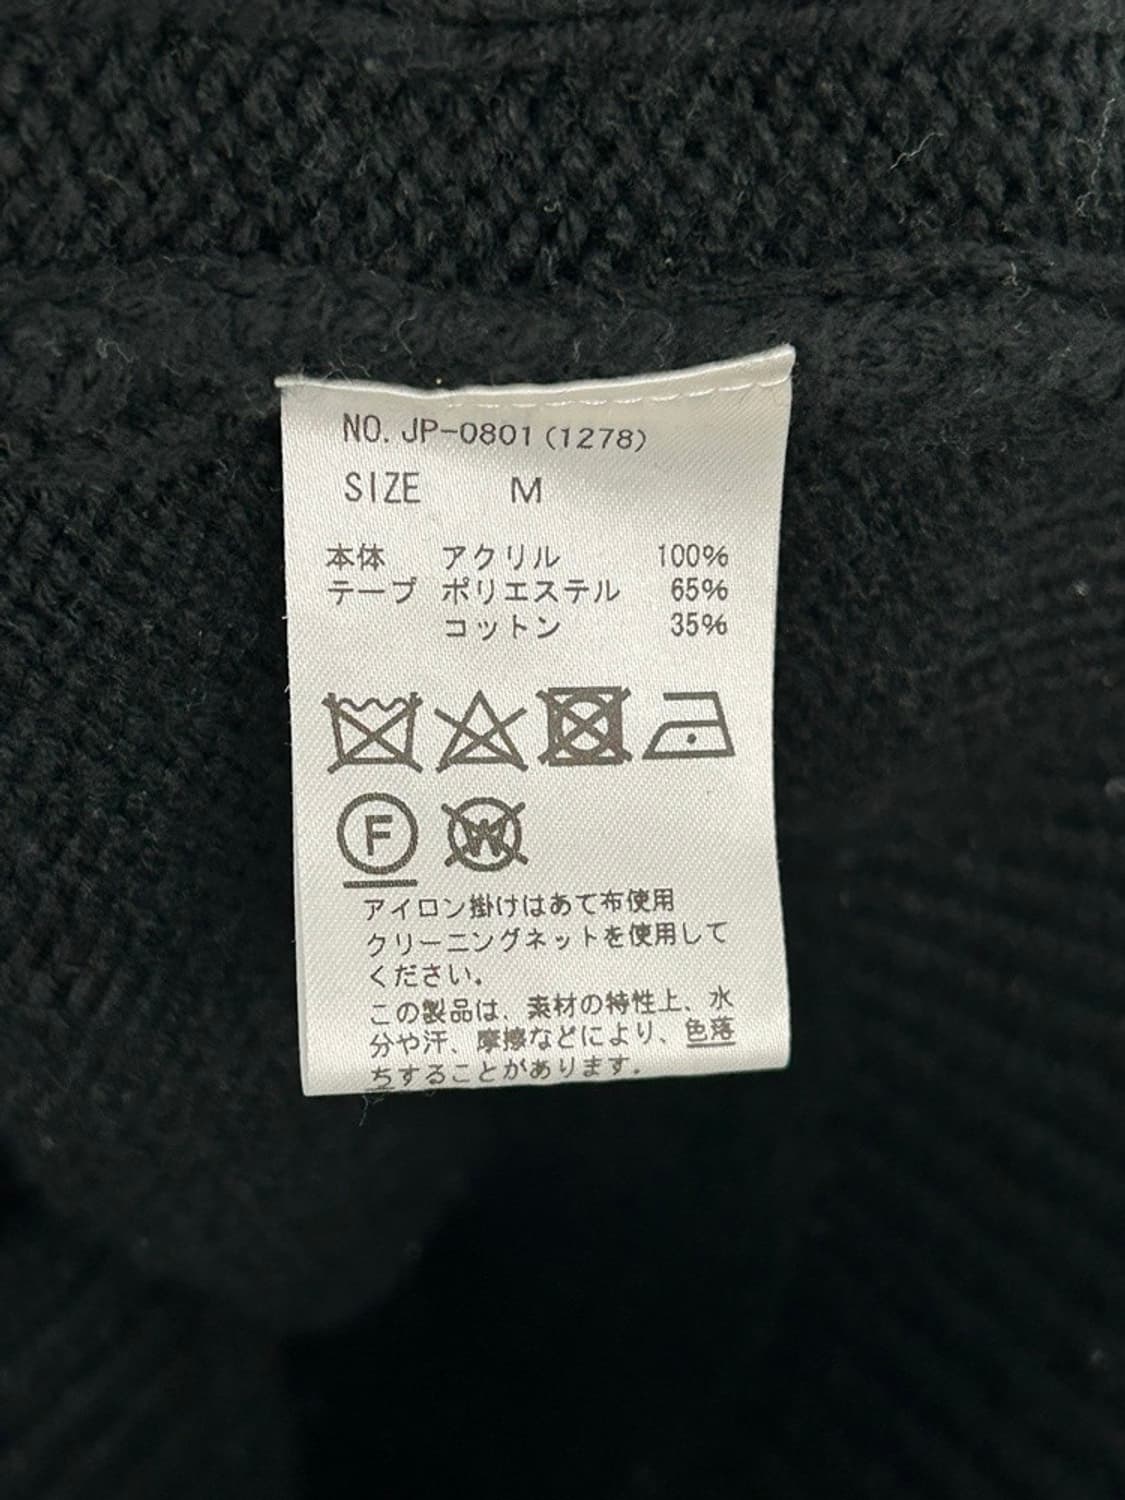 NO. JP-0801(1278)
SIZE M
本体 アクリル 100%
テープ ポリエステル 65%
コットン 35%
F W
アイロン掛けはあて布使用
クリーニングネットを使用して
ください。
この製品は、素材の特性上、水
分や汗、摩擦などにより、色落
ちすることがあります。